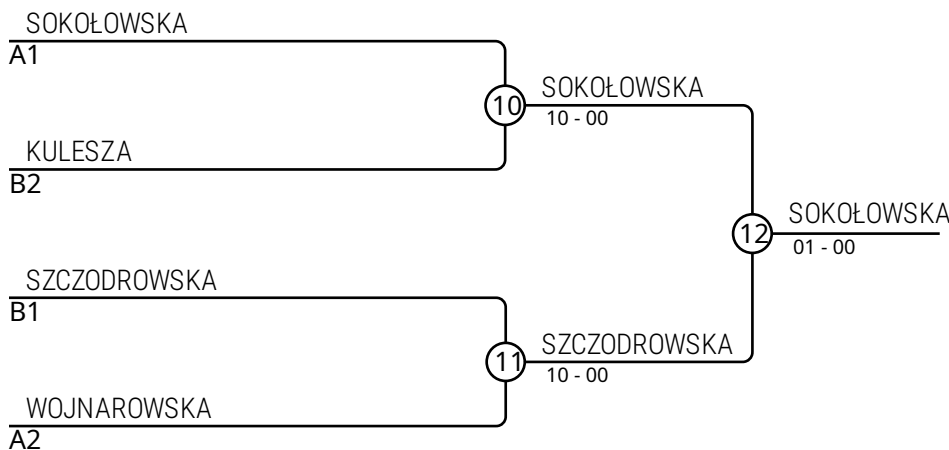 SOKOŁOWSKA
A1
10
SOKOŁOWSKA
10 - 00
KULESZA
B2
12
SOKOŁOWSKA
01 - 00
SZCZODROWSKA
B1
11
SZCZODROWSKA
10 - 00
WOJNAROWSKA
A2